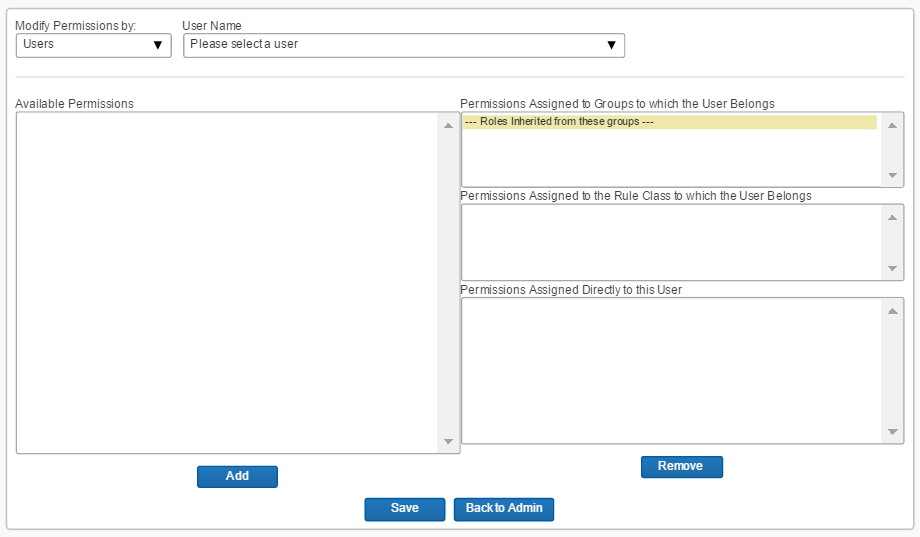 Modify Permissions by:
User Name
Users
Please select a user
Available Permissions
Permissions Assigned to Groups to which the User Belongs
--- Roles Inherited from these groups ---
Permissions Assigned to the Rule Class to which the User Belongs
Permissions Assigned Directly to this User
Add
Remove
Save
Back to Admin